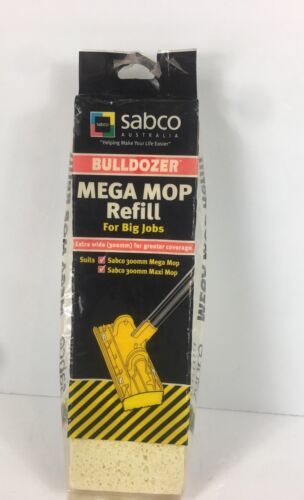 sabco
sabco
AUSTRALIA
"Helping Make Your Life Easier"
BULLDOZER™
MEGA MOP
Refill
For Big Jobs
Extra wide (300mm) for greater coverage
Suits Sabco 300mm Mega Mop
Sabco 300mm Maxi Mop